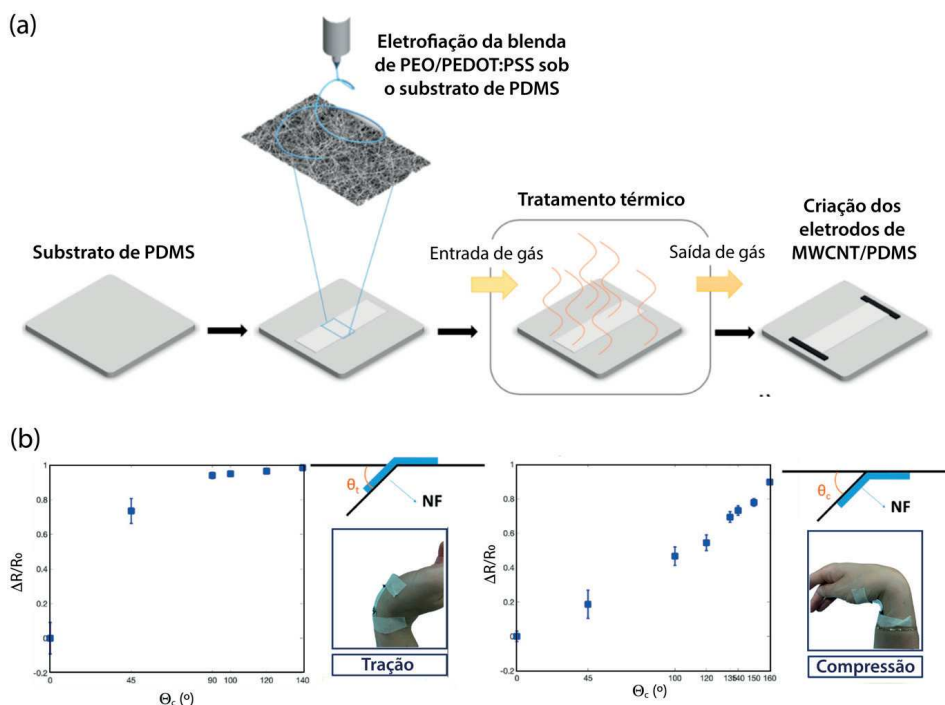 (a)
Eletrofiação da blenda
de PEO/PEDOT:PSS sob
o substrato de PDMS
Substrato de PDMS
Tratamento térmico
Entrada de gás
Saída de gás
Criação dos
eletrodos de
MWCNT/PDMS
(b)
ΔR/R₀
1
0.8
0.6
0.4
0.2
0
-0.2
0
45
90
100
120
140
Θc (º)
θt
NF
Tração
ΔR/R₀
1
0.8
0.6
0.4
0.2
0
-0.2
0
45
100
120
135
140
150
160
Θc (º)
θc
NF
Compressão